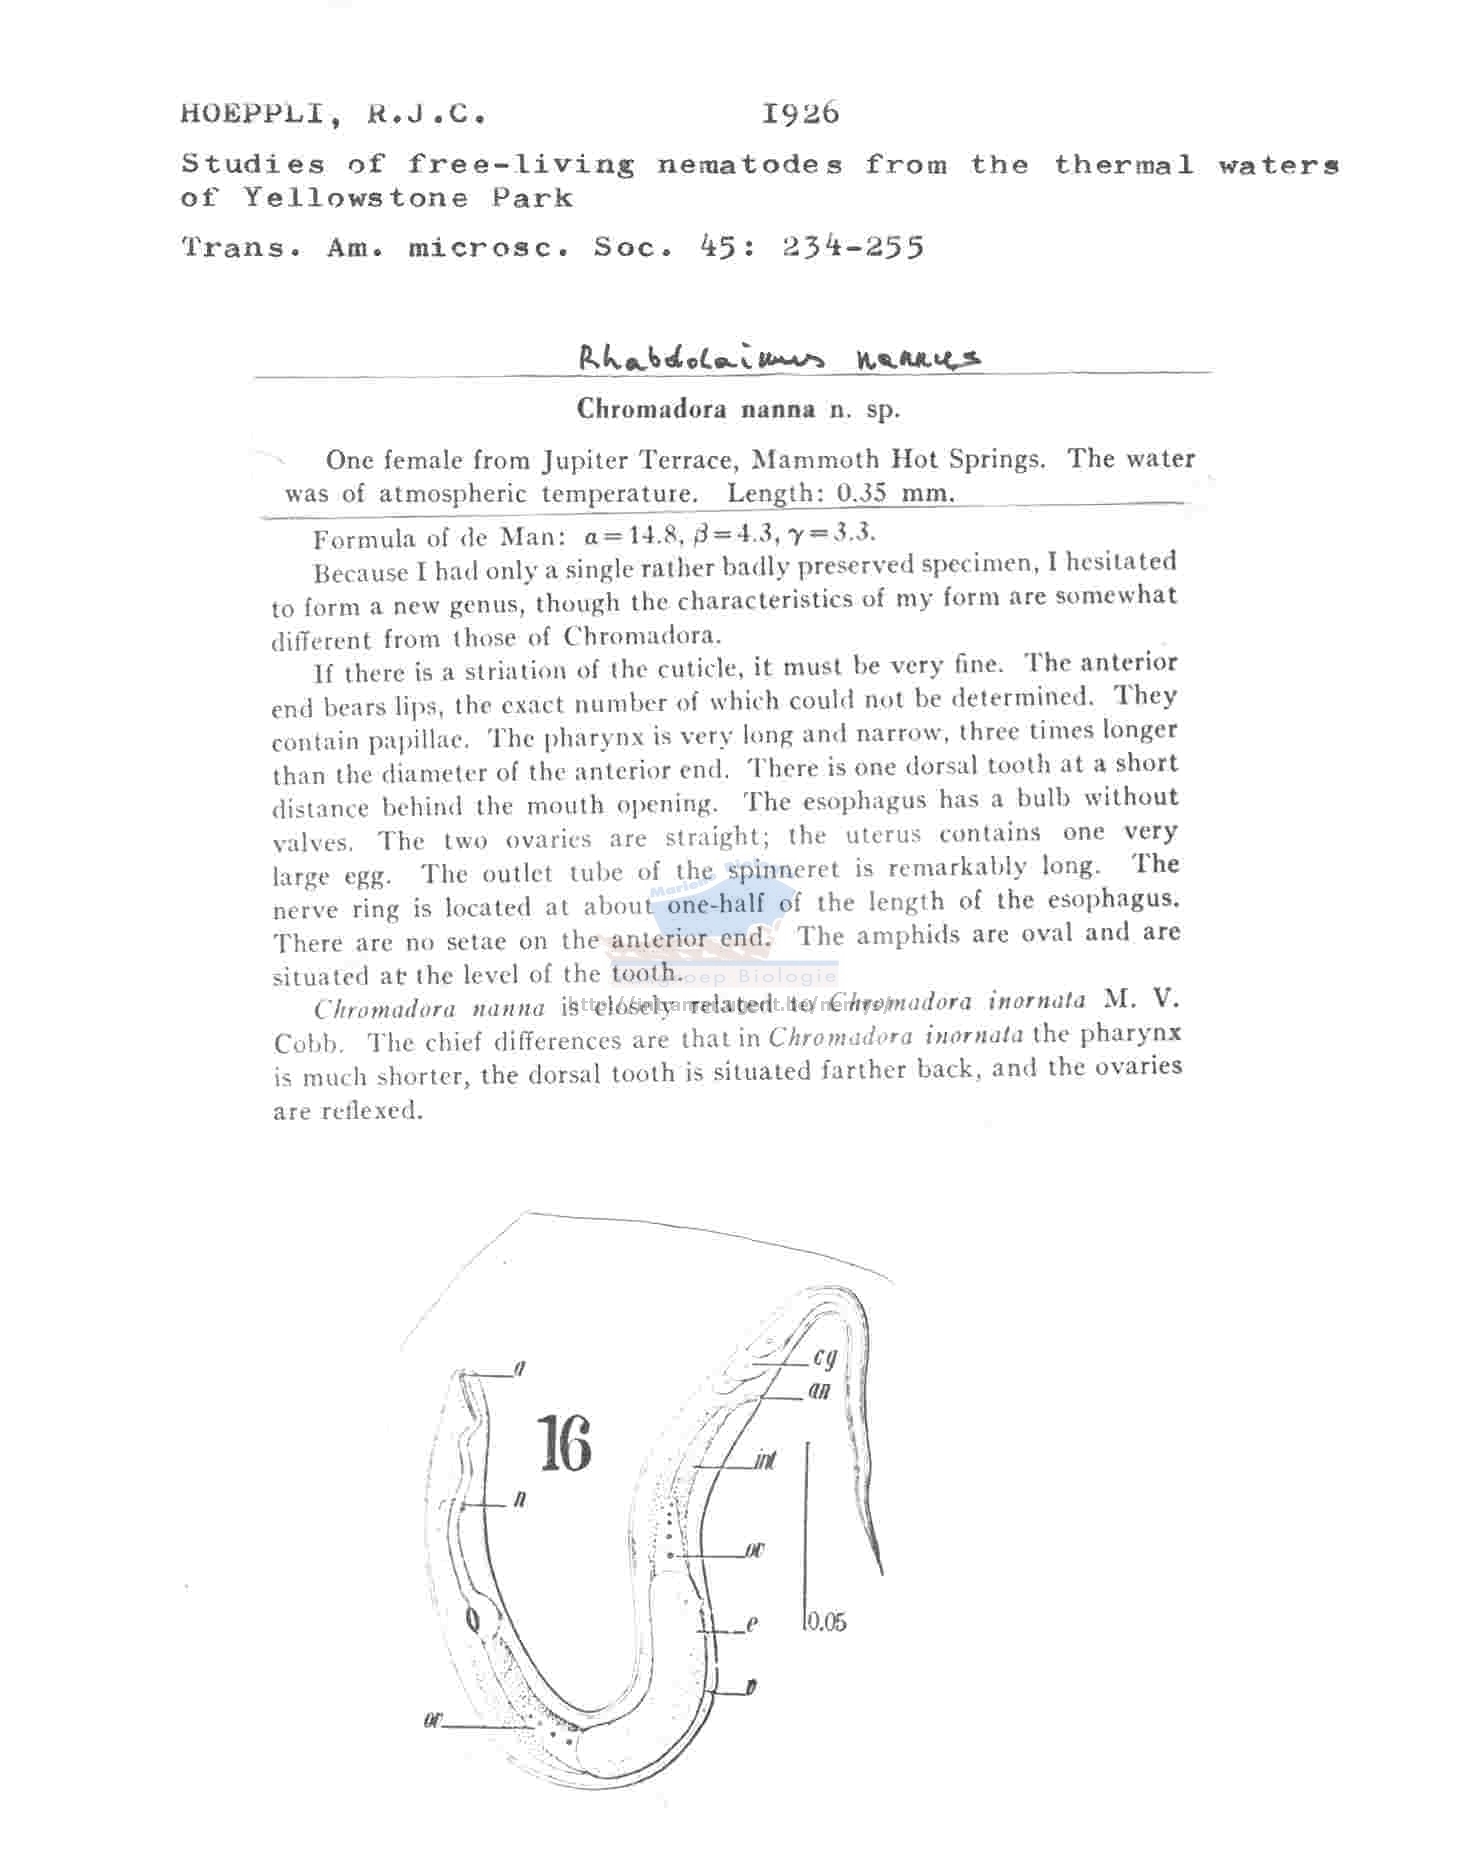 HOEPPLI, R.J.C. 1926
Studies of free-living nematodes from the thermal waters
of Yellowstone Park
Trans. Am. microsc. Soc. 45: 234-255
Rhabdolaimus nannus
Chromadora nanna n. sp.
One female from Jupiter Terrace, Mammoth Hot Springs. The water
was of atmospheric temperature. Length: 0.35 mm.
Formula of de Man: α=14.8, β=4.3, γ=3.3.
Because I had only a single rather badly preserved specimen, I hesitated
to form a new genus, though the characteristics of my form are somewhat
different from those of Chromadora.
If there is a striation of the cuticle, it must be very fine. The anterior
end bears lips, the exact number of which could not be determined. They
contain papillae. The pharynx is very long and narrow, three times longer
than the diameter of the anterior end. There is one dorsal tooth at a short
distance behind the mouth opening. The esophagus has a bulb without
valves. The two ovaries are straight; the uterus contains one very
large egg. The outlet tube of the spinneret is remarkably long. The
nerve ring is located at about one-half of the length of the esophagus.
There are no setae on the anterior end. The amphids are oval and are
situated at the level of the tooth.
Chromadora nanna is closely related to Chromadora inornata M. V.
Cobb. The chief differences are that in Chromadora inornata the pharynx
is much shorter, the dorsal tooth is situated farther back, and the ovaries
are reflexed.
Marine Biology
Biologie
a
cg
an
16
int
n
ov
e
0.05
v
ov